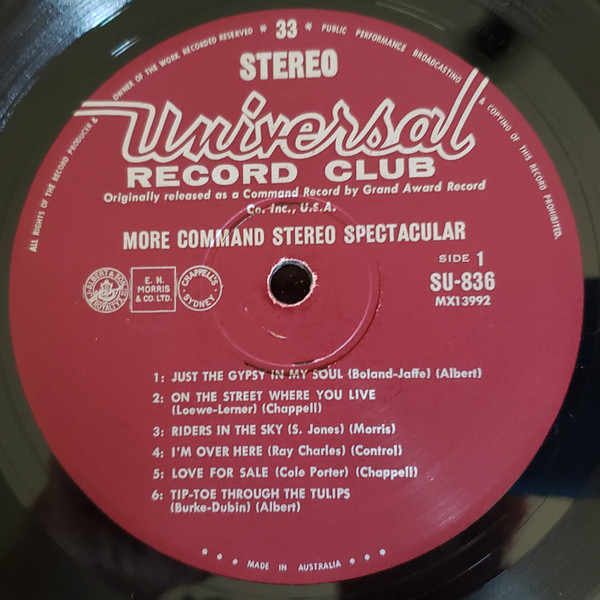 ALL RIGHTS OF THE RECORD PRODUCER & OWNER OF THE WORK RECORDED RESERVED * 33 * PUBLIC PERFORMANCE BROADCASTING & COPYING OF THIS RECORD PROHIBITED.
STEREO
Universal
RECORD CLUB
Originally released as a Command Record by Grand Award Record
Co. Inc., U.S.A.
MORE COMMAND STEREO SPECTACULAR
SIDE 1
SU-836
MX13992
E. H.
MORRIS
& CO. LTD.
CHAPPELL'S
SYDNEY
1: JUST THE GYPSY IN MY SOUL (Boland-Jaffe) (Albert)
2: ON THE STREET WHERE YOU LIVE
(Loewe-Lerner) (Chappell)
3: RIDERS IN THE SKY (S. Jones) (Morris)
4: I'M OVER HERE (Ray Charles) (Control)
5: LOVE FOR SALE (Cole Porter) (Chappell)
6: TIP-TOE THROUGH THE TULIPS
(Burke-Dubin) (Albert)
* * * MADE IN AUSTRALIA * * *